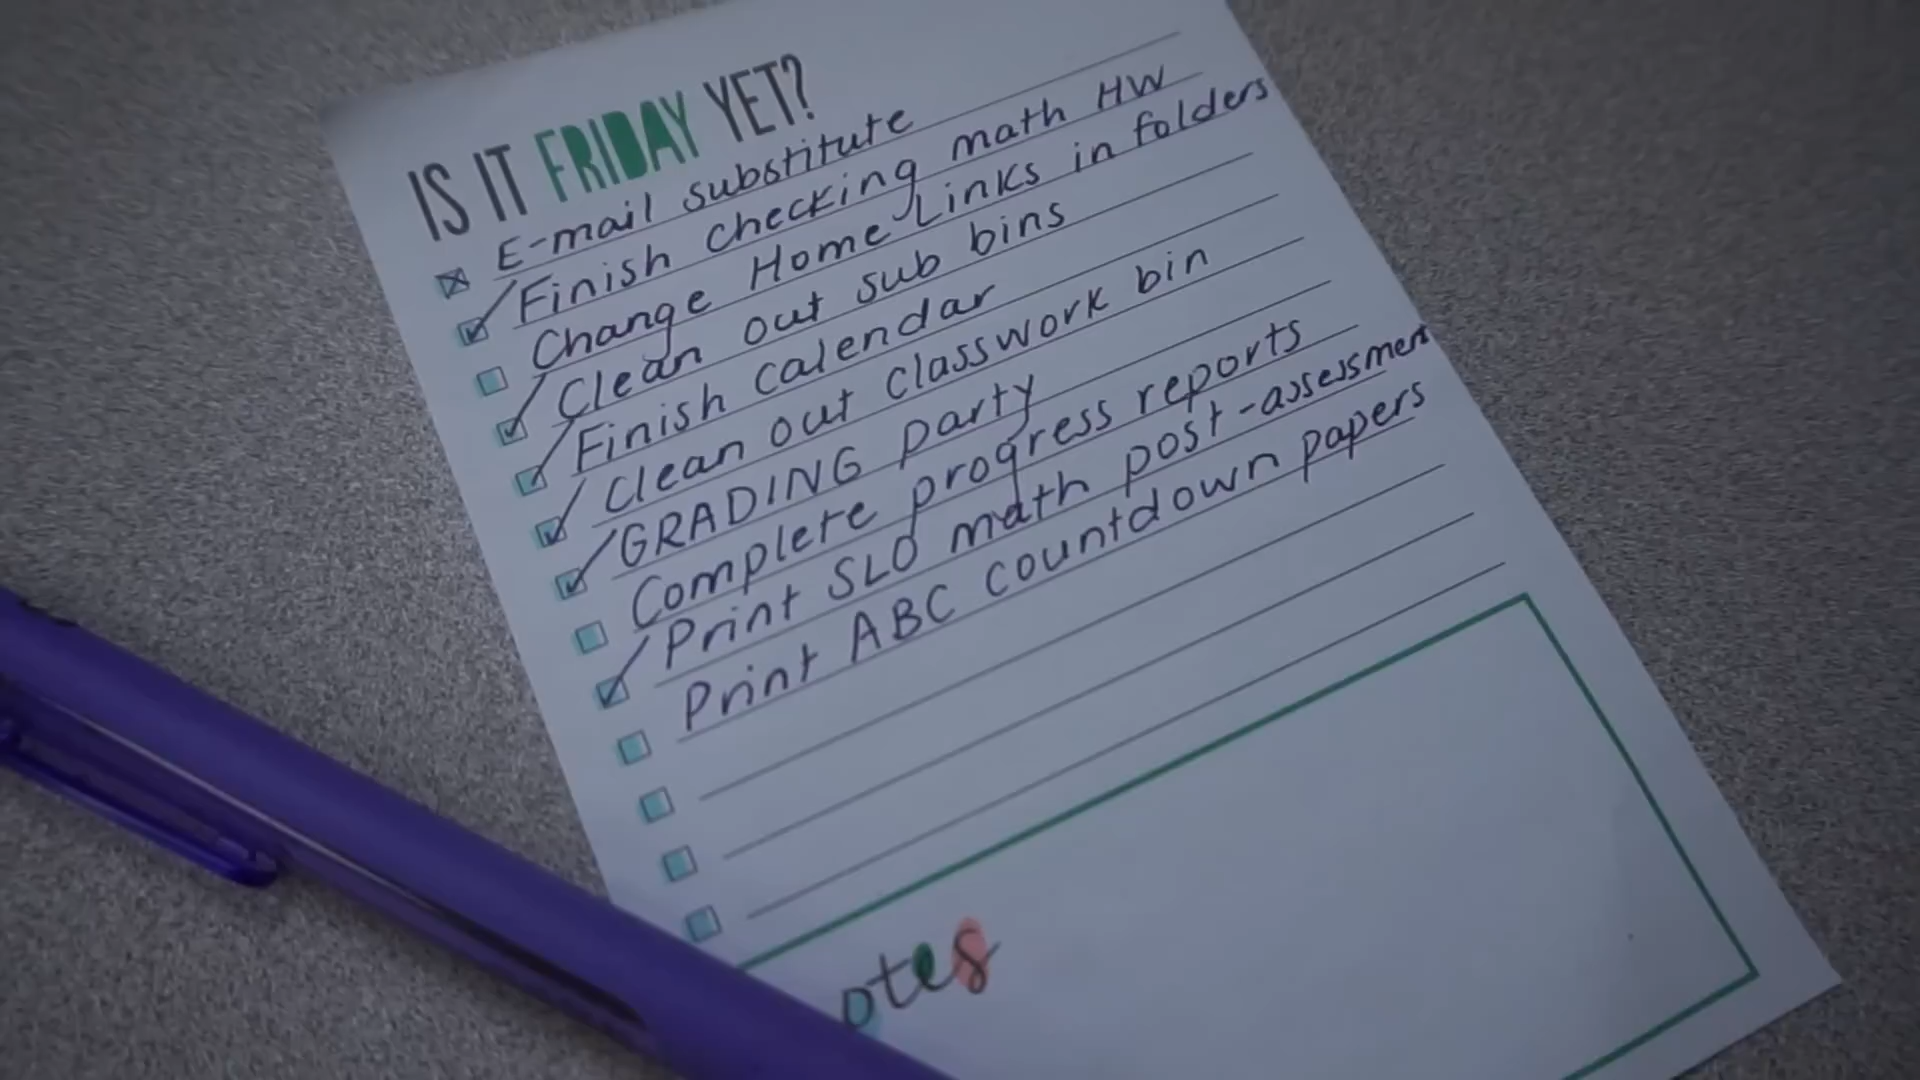 IS IT FRIDAY YET?
E-mail substitute
Finish checking math HW
Change Home Links in folders
Clean out sub bins
Finish calendar
Clean out classwork bin
GRADING party
Complete progress reports
Print SLO math post-assessment
Print ABC countdown papers
otes